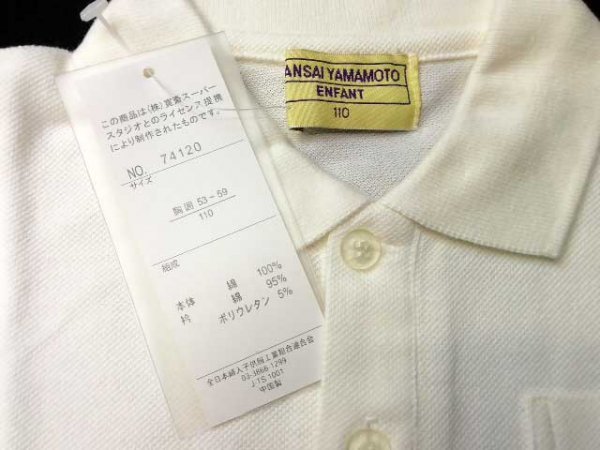 この商品は(株)寛斎スーパー
スタジオとのライセンス提携
により制作されたものです。
NO. 74120
サイズ
胸囲 53-59
110
組成
本体 綿 100%
衿 綿 95%
ポリウレタン 5%
全日本婦人子供服工業組合連合会
03-3866-1299
J-TS.1001
中国製
ANSAI YAMAMOTO
ENFANT
110